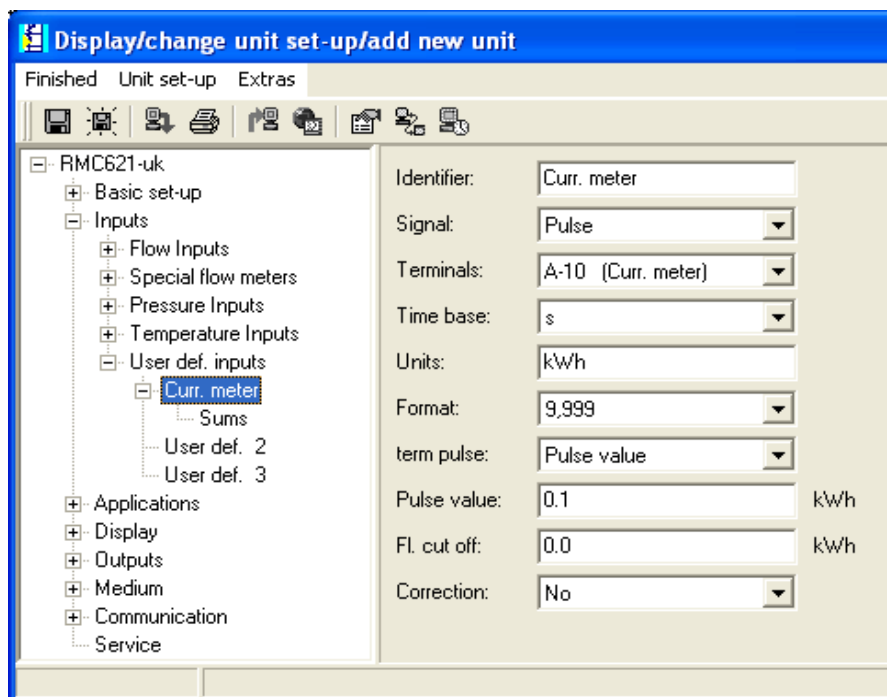 Display/change unit set-up/add new unit
Finished Unit set-up Extras
RMC621-uk
Basic set-up
Inputs
Flow Inputs
Special flow meters
Pressure Inputs
Temperature Inputs
User def. inputs
Curr. meter
Sums
User def. 2
User def. 3
Applications
Display
Outputs
Medium
Communication
Service
Identifier: Curr. meter
Signal: Pulse
Terminals: A-10 (Curr. meter)
Time base: s
Units: kWh
Format: 9,999
term pulse: Pulse value
Pulse value: 0.1 kWh
Fl. cut off: 0.0 kWh
Correction: No